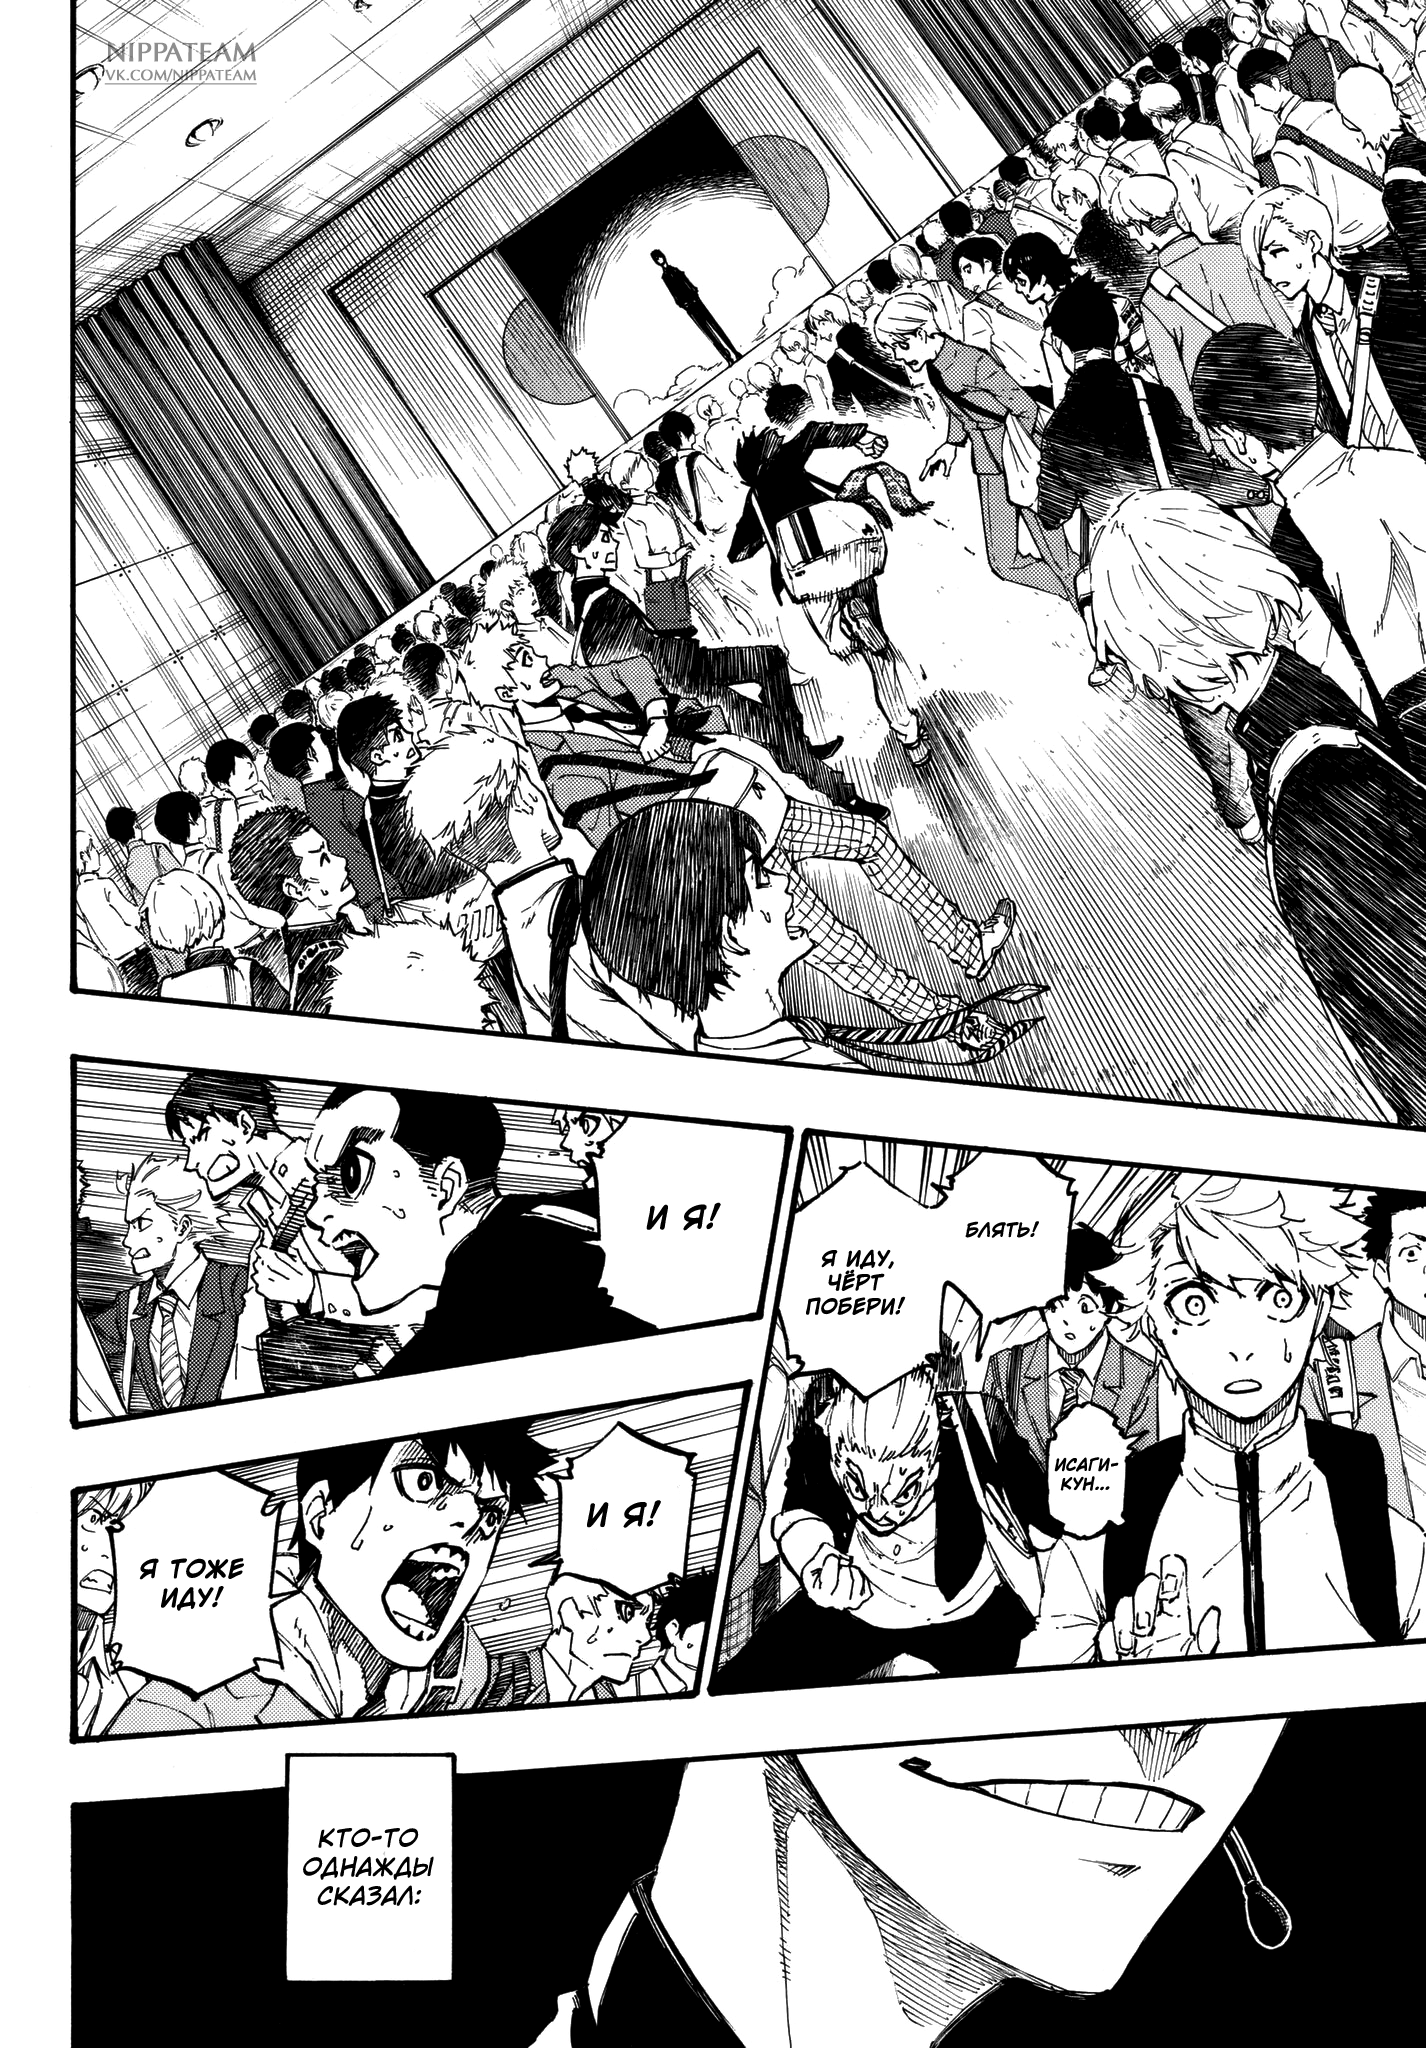 NIPPATEAM
VK.COM/NIPPATEAM
БЛЯТЬ!
Я ИДУ,
ЧЁРТ
ПОБЕРИ!
ИСАГИ-
КУН...
И Я!
И Я!
Я ТОЖЕ
ИДУ!
КТО-ТО
ОДНАЖДЫ
СКАЗАЛ: